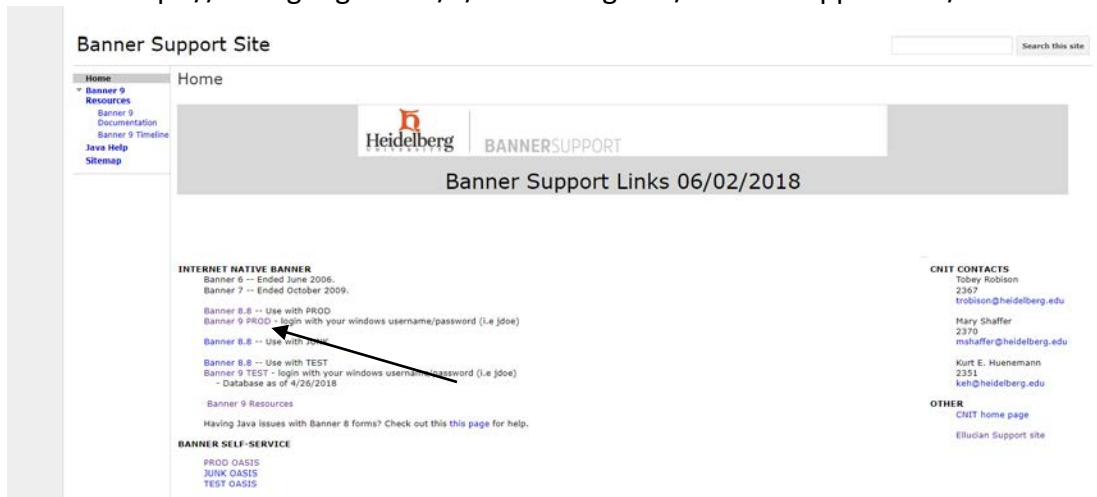 Banner Support Site
Search this site
Home
Banner 9
Resources
Banner 9
Documentation
Banner 9 Timeline
Java Help
Sitemap
Home
Heidelberg
UNIVERSITY
BANNERSUPPORT
Banner Support Links 06/02/2018
INTERNET NATIVE BANNER
Banner 6 -- Ended June 2006.
Banner 7 -- Ended October 2009.
Banner 8.8 -- Use with PROD
Banner 9 PROD - login with your windows username/password (i.e jdoe)
Banner 8.8 -- Use with JUNK
Banner 8.8 -- Use with TEST
Banner 9 TEST - login with your windows username/password (i.e jdoe)
- Database as of 4/26/2018
Banner 9 Resources
Having Java issues with Banner 8 forms? Check out this this page for help.
BANNER SELF-SERVICE
PROD OASIS
JUNK OASIS
TEST OASIS
CNIT CONTACTS
Tobey Robison
2367
trobison@heidelberg.edu
Mary Shaffer
2370
mshaffer@heidelberg.edu
Kurt E. Huenemann
2351
keh@heidelberg.edu
OTHER
CNIT home page
Ellucian Support site